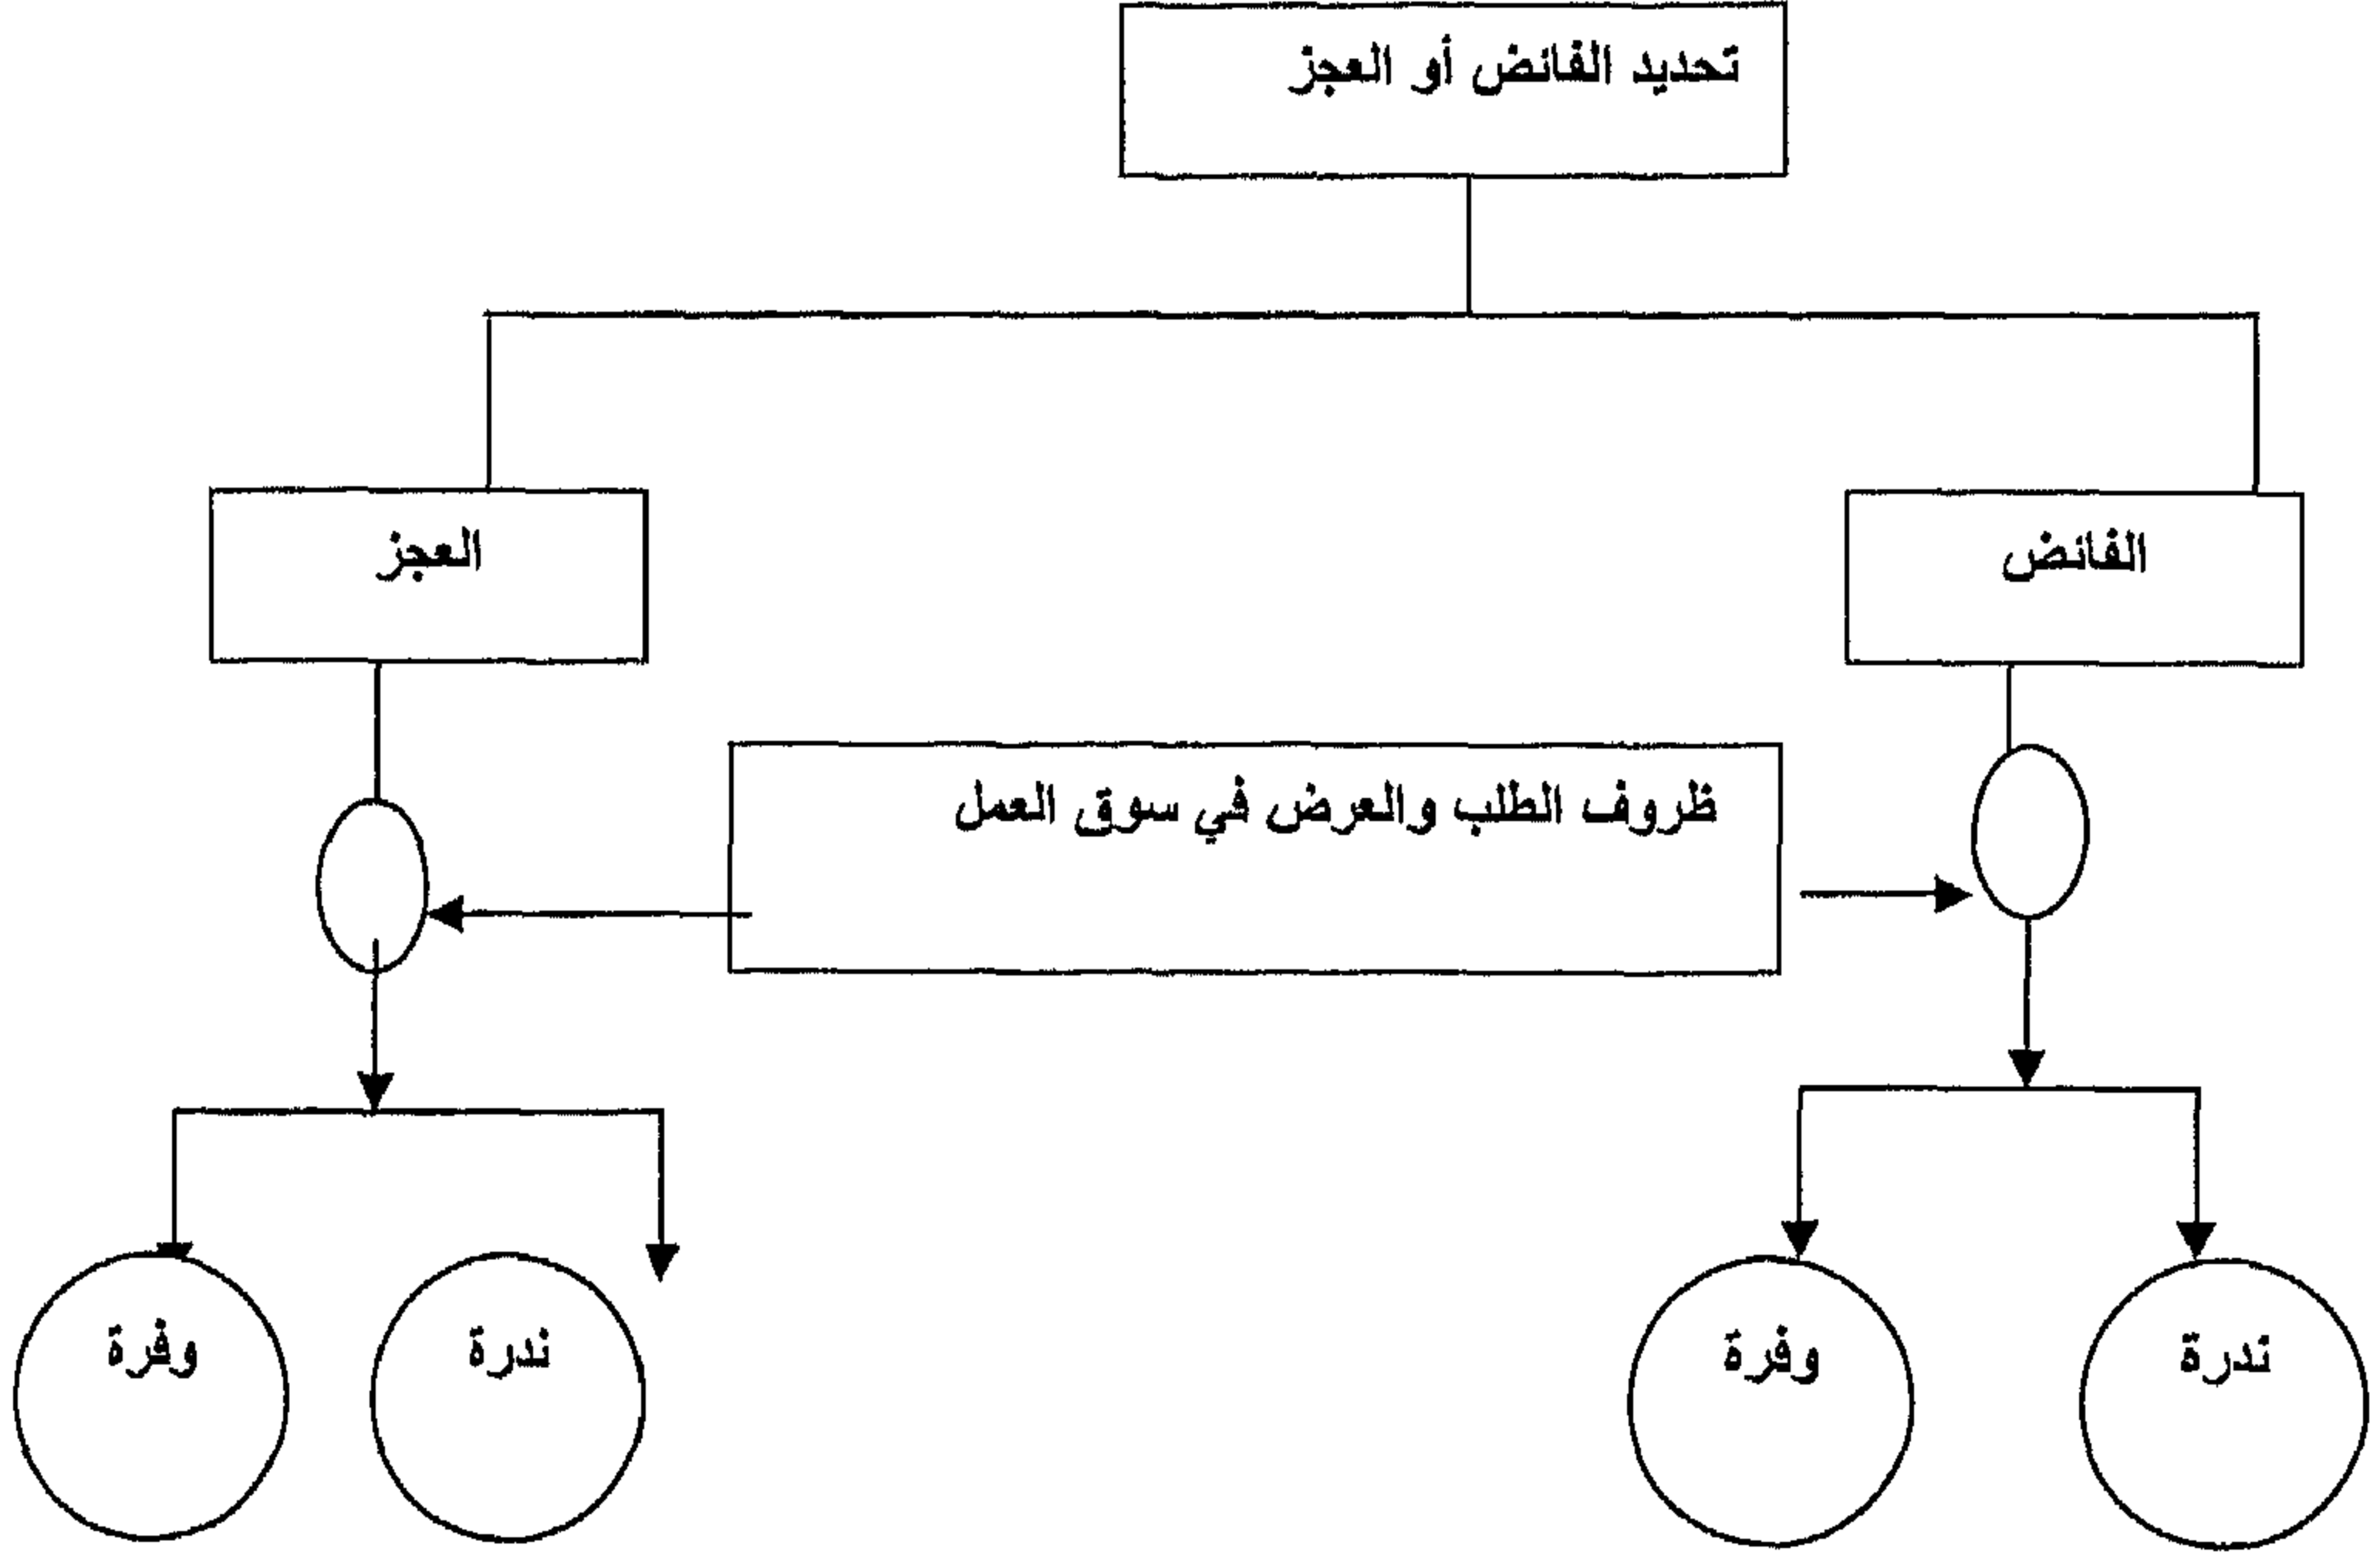 تحديد الفائض أو العجز
الفائض
العجز
ظروف الطلب والعرض في سوق العمل
ندرة
وفرة
ندرة
وفرة